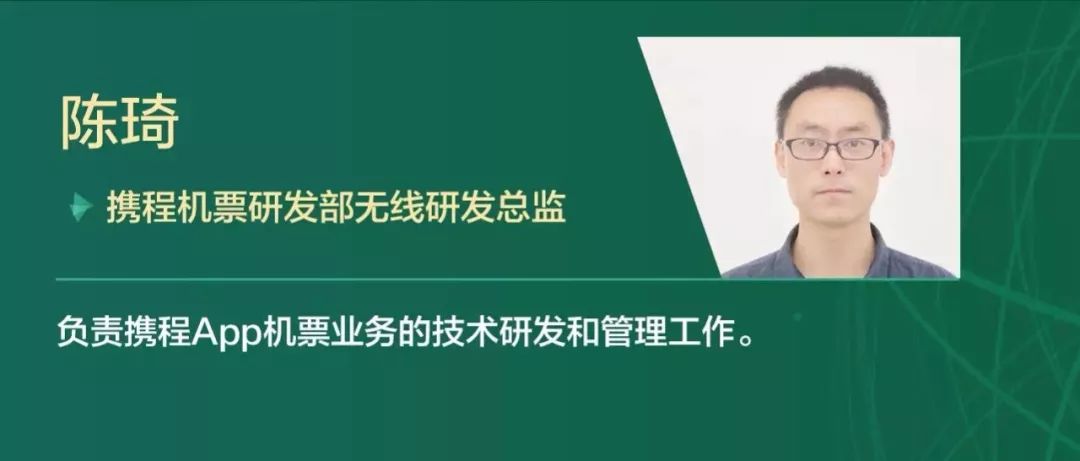 陈琦
携程机票研发部无线研发总监
负责携程App机票业务的技术研发和管理工作。